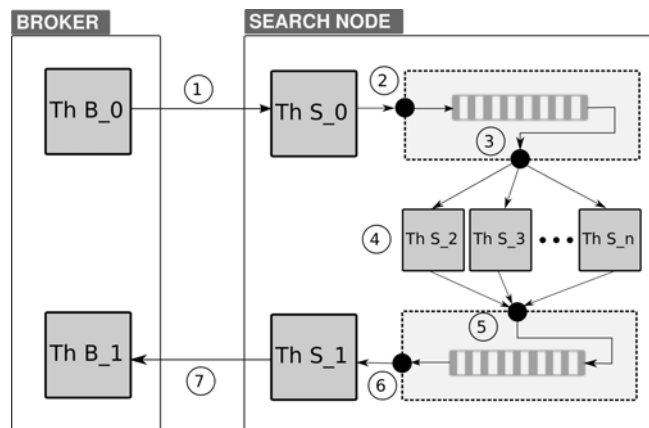 BROKER
SEARCH NODE
Th B_0
1
Th S_0
2
3
4
Th S_2
Th S_3
Th S_n
5
Th B_1
7
Th S_1
6